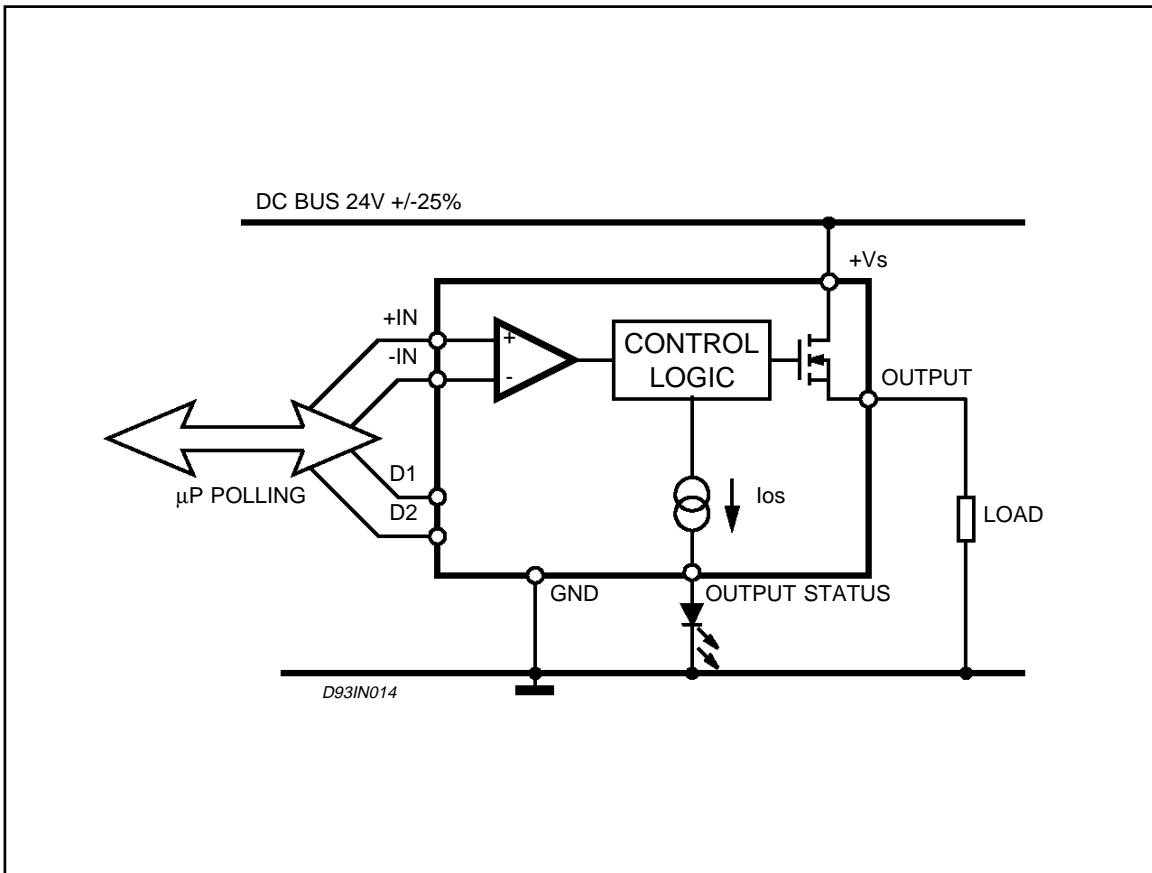 DC BUS 24V +/-25%
+Vs
+IN
-IN
+
-
CONTROL
LOGIC
OUTPUT
D1
D2
µP POLLING
Ios
LOAD
GND
OUTPUT STATUS
D93IN014